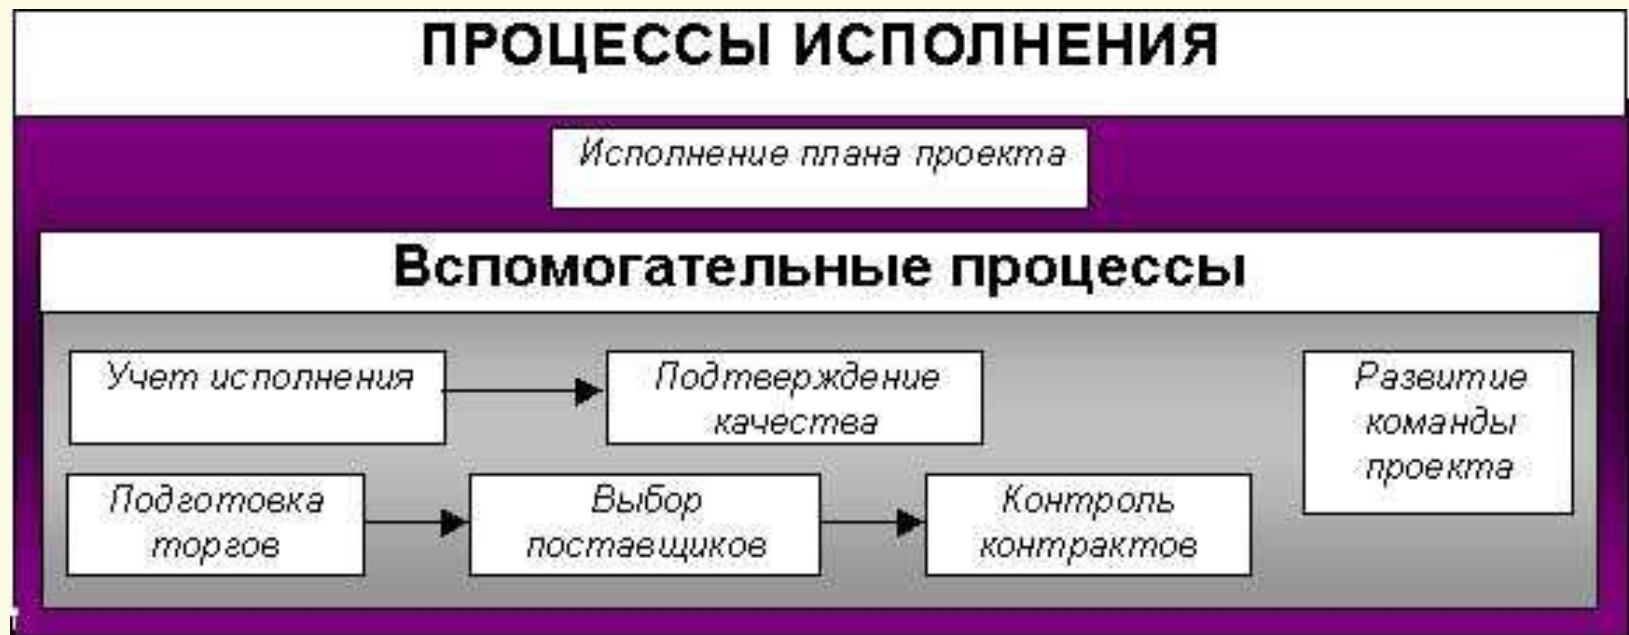 ПРОЦЕССЫ ИСПОЛНЕНИЯ
Исполнение плана проекта
Вспомогательные процессы
Учет исполнения
Подтверждение
качества
Развитие
команды
проекта
Подготовка
торгов
Выбор
поставщиков
Контроль
контрактов